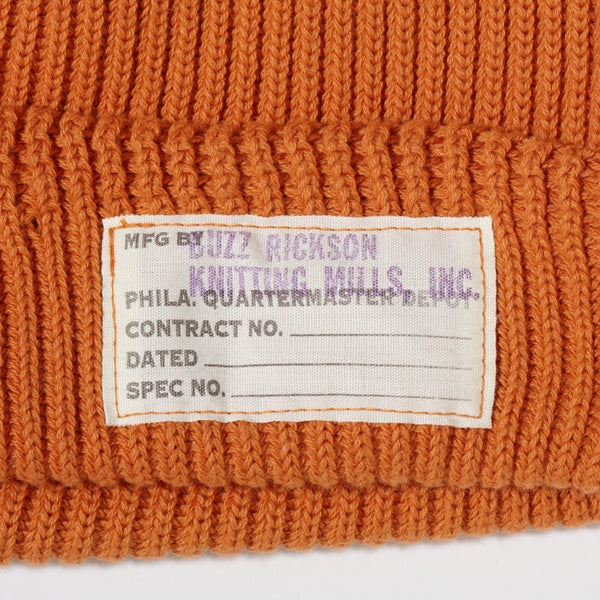 MFG BY BUZZ RICKSON
KNITTING MILLS, INC.
PHILA. QUARTERMASTER DEPOT
CONTRACT NO.
DATED
SPEC NO.